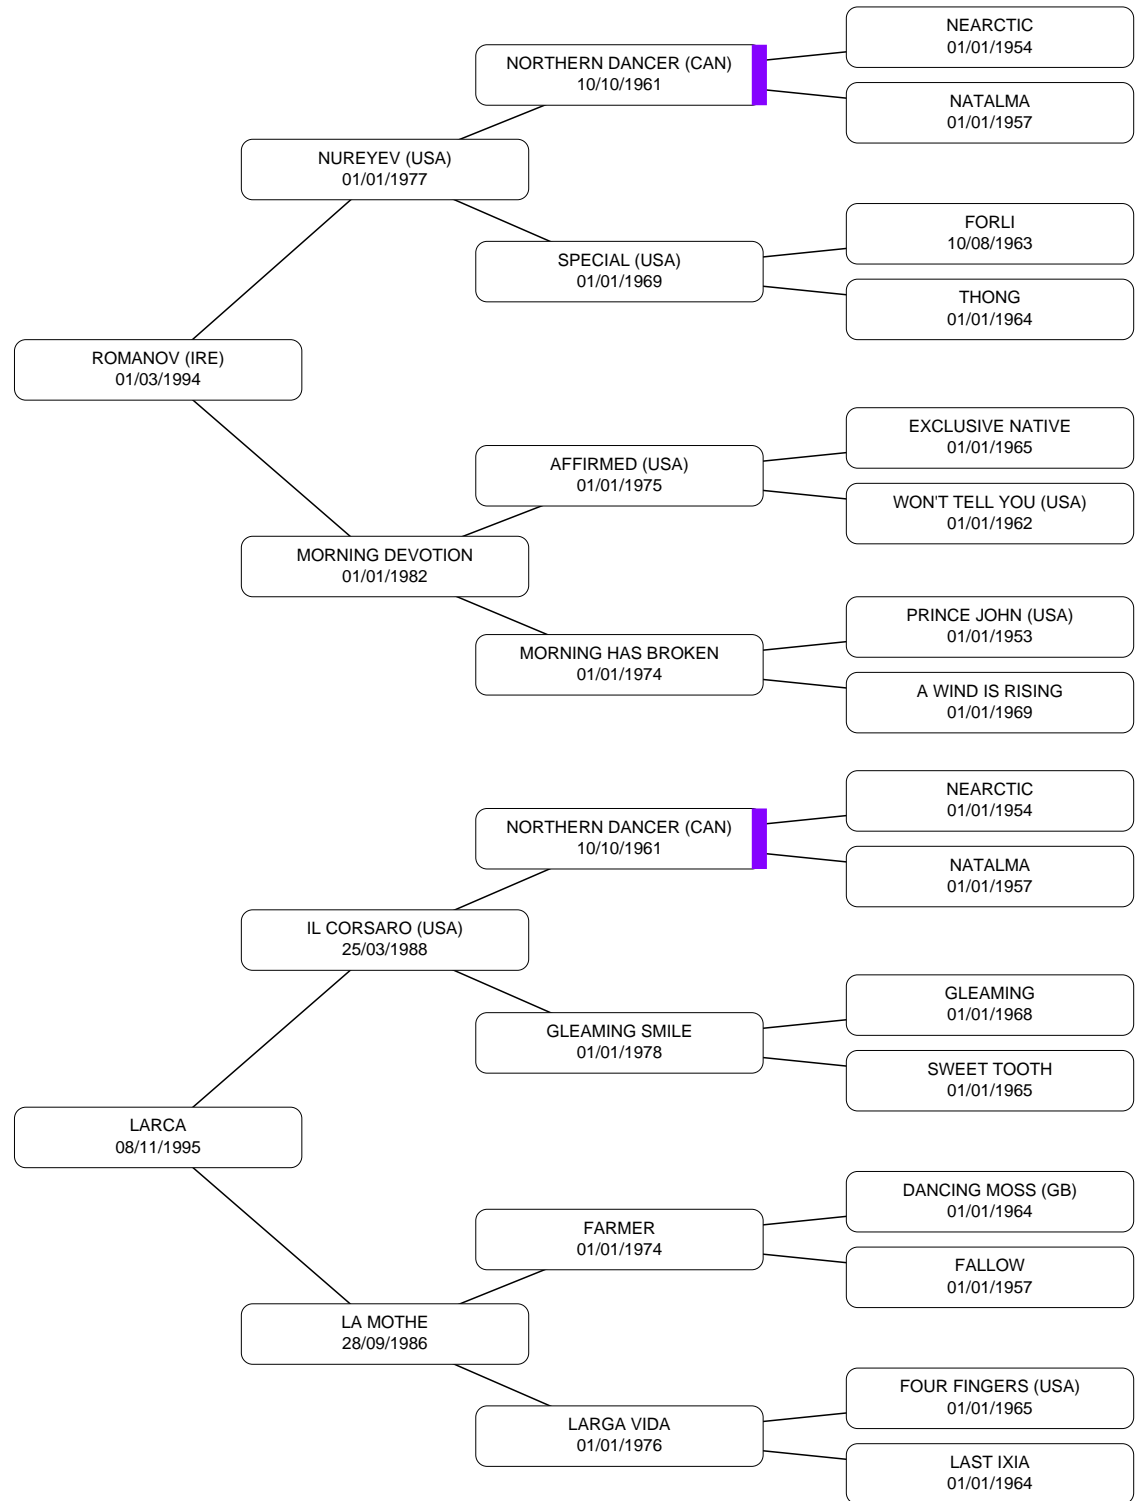 NEARCTIC
01/01/1954
NORTHERN DANCER (CAN)
10/10/1961
NATALMA
01/01/1957
NUREYEV (USA)
01/01/1977
FORLI
10/08/1963
SPECIAL (USA)
01/01/1969
THONG
01/01/1964
ROMANOV (IRE)
01/03/1994
EXCLUSIVE NATIVE
01/01/1965
AFFIRMED (USA)
01/01/1975
WON'T TELL YOU (USA)
01/01/1962
MORNING DEVOTION
01/01/1982
PRINCE JOHN (USA)
01/01/1953
MORNING HAS BROKEN
01/01/1974
A WIND IS RISING
01/01/1969
NEARCTIC
01/01/1954
NORTHERN DANCER (CAN)
10/10/1961
NATALMA
01/01/1957
IL CORSARO (USA)
25/03/1988
GLEAMING
01/01/1968
GLEAMING SMILE
01/01/1978
SWEET TOOTH
01/01/1965
LARCA
08/11/1995
DANCING MOSS (GB)
01/01/1964
FARMER
01/01/1974
FALLOW
01/01/1957
LA MOTHE
28/09/1986
FOUR FINGERS (USA)
01/01/1965
LARGA VIDA
01/01/1976
LAST IXIA
01/01/1964